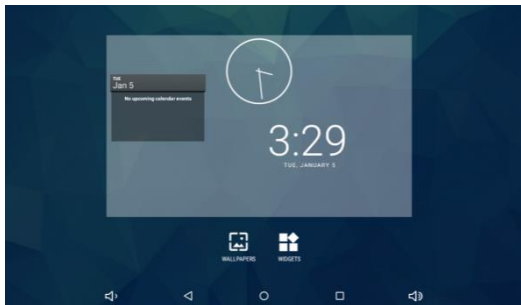 TUE
Jan 5
No upcoming calendar events
3:29
TUE, JANUARY 5
WALLPAPERS
WIDGETS